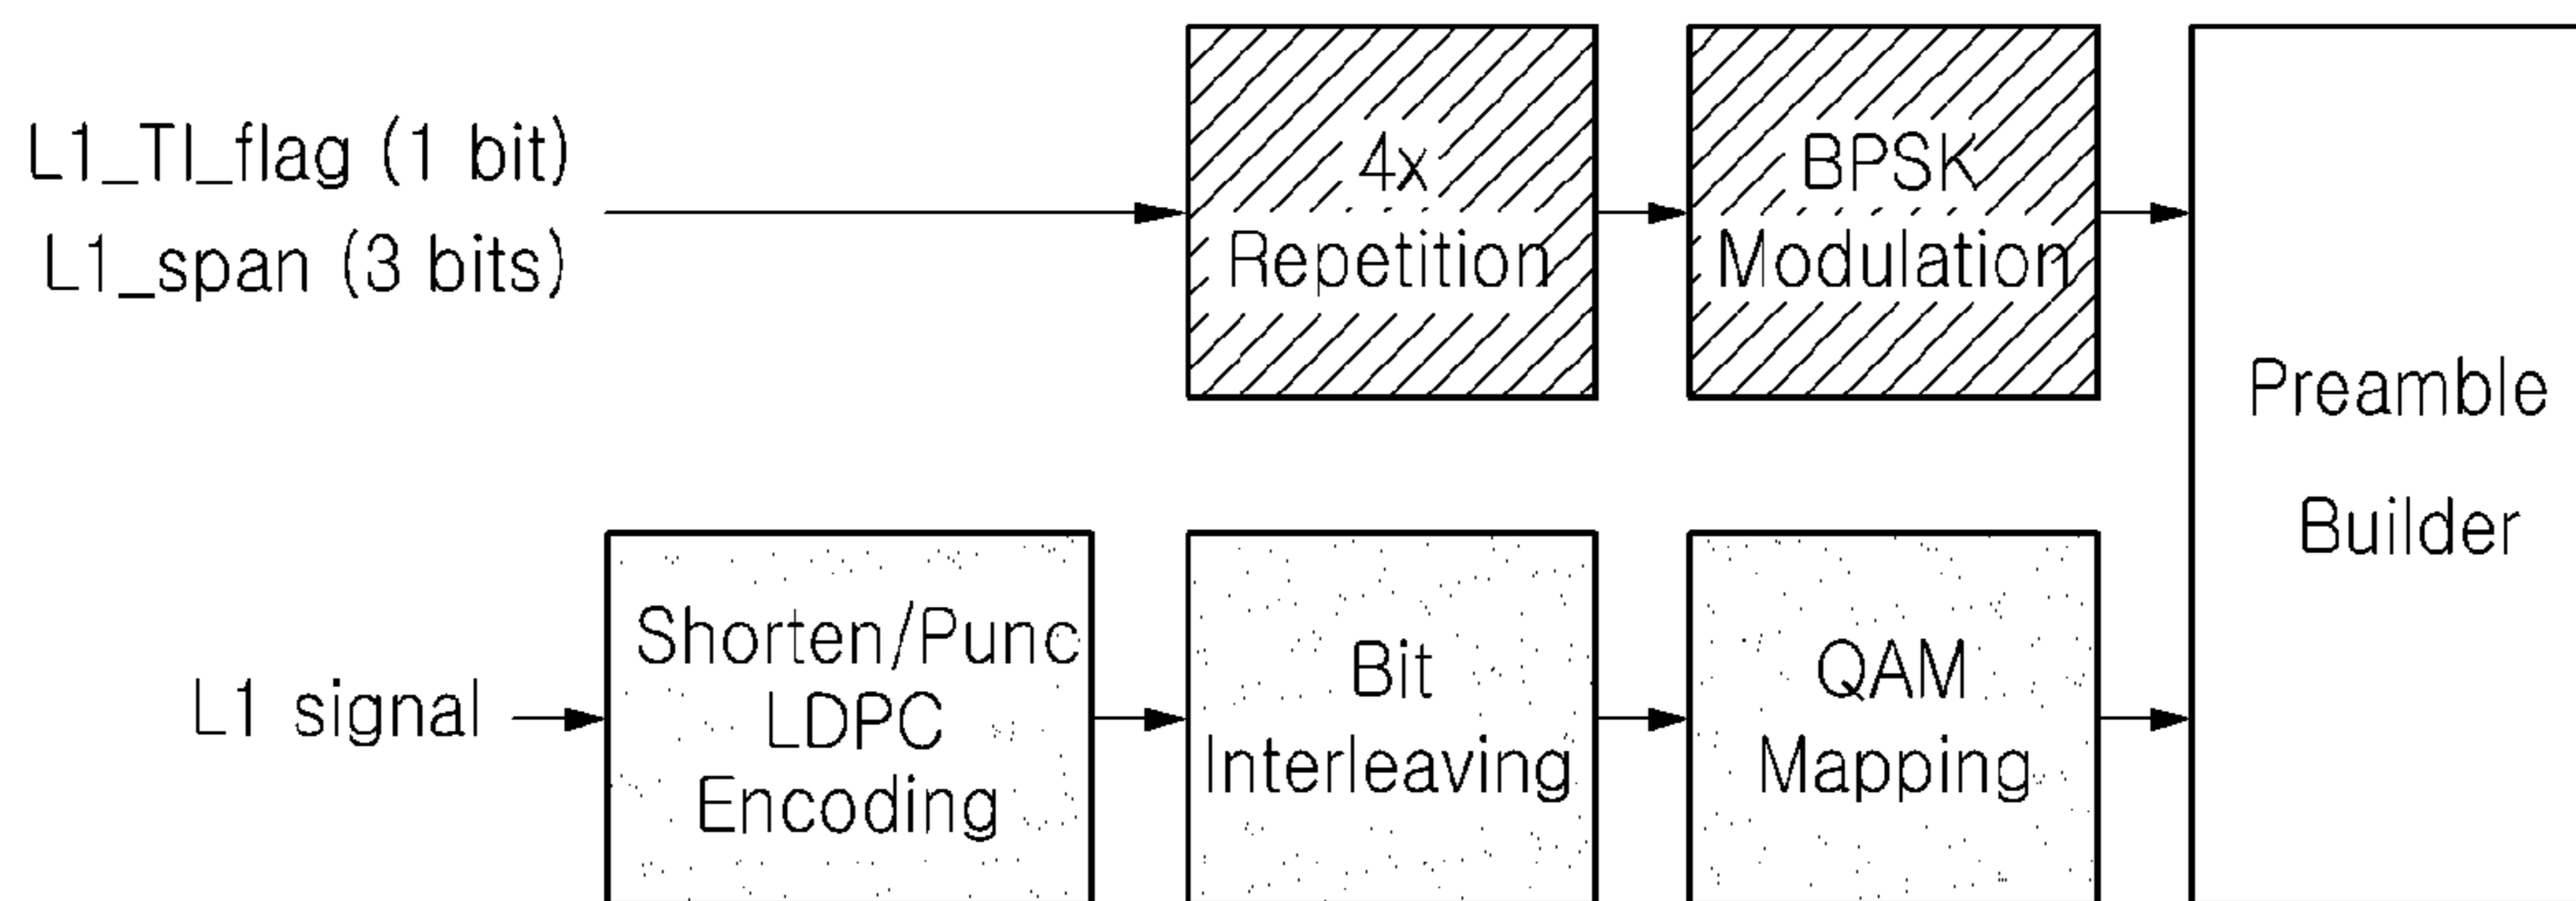 L1_TI_flag (1 bit)
L1_span (3 bits)
4x
Repetition
BPSK
Modulation
Preamble
Builder
L1 signal
Shorten/Punc
LDPC
Encoding
Bit
Interleaving
QAM
Mapping